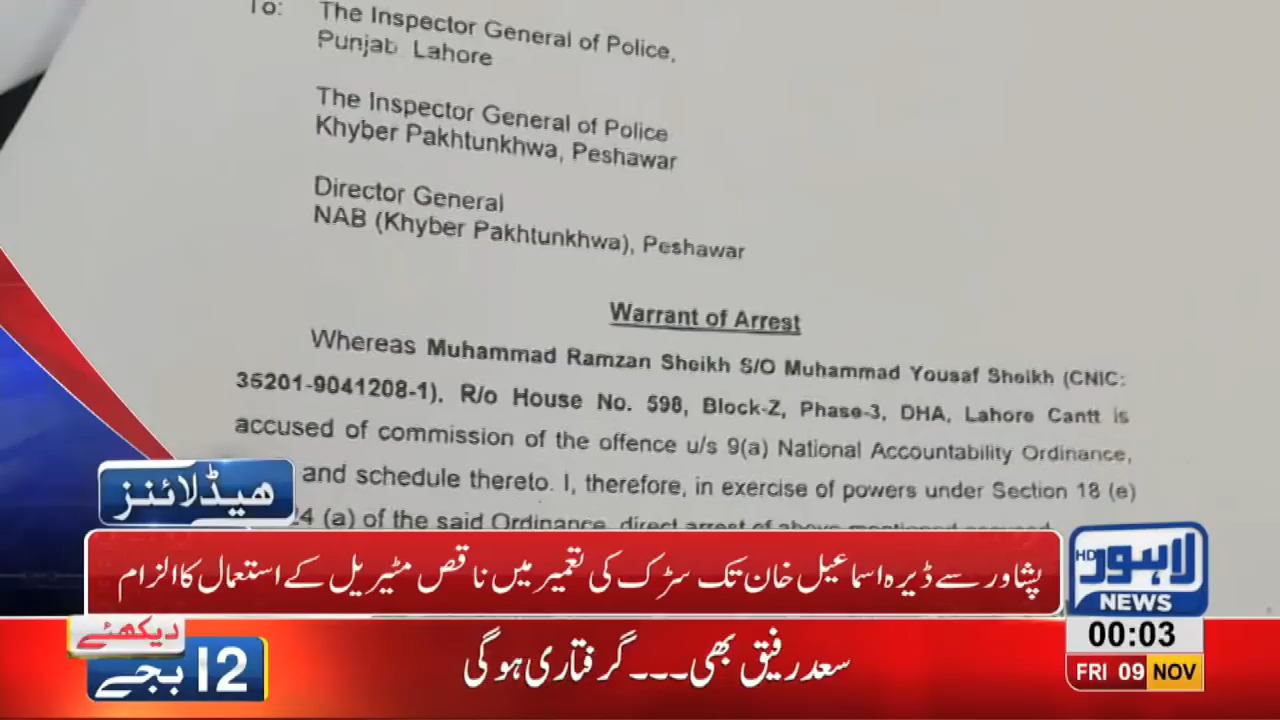 To: The Inspector General of Police,
Punjab Lahore
The Inspector General of Police
Khyber Pakhtunkhwa, Peshawar
Director General
NAB (Khyber Pakhtunkhwa), Peshawar
Warrant of Arrest
Whereas Muhammad Ramzan Sheikh S/O Muhammad Yousaf Sheikh (CNIC:
35201-9041208-1), R/o House No. 598, Block-Z, Phase-3, DHA, Lahore Cantt is
accused of commission of the offence u/s 9(a) National Accountability Ordinance,
and schedule thereto. I, therefore, in exercise of powers under Section 18 (e)
24 (a) of the said Ordinance, direct arrest of above mentioned accused
ھیڈلائنز
پشاور سے ڈیرہ اسماعیل خان تک سڑک کی تعمیر میں ناقص مٹیریل کے استعمال کا الزام
HD لاہور
NEWS
00:03
FRI 09 NOV
دیکھئے
12 بجے
سعد رفیق بھی۔۔۔ گرفتاری ہوگی